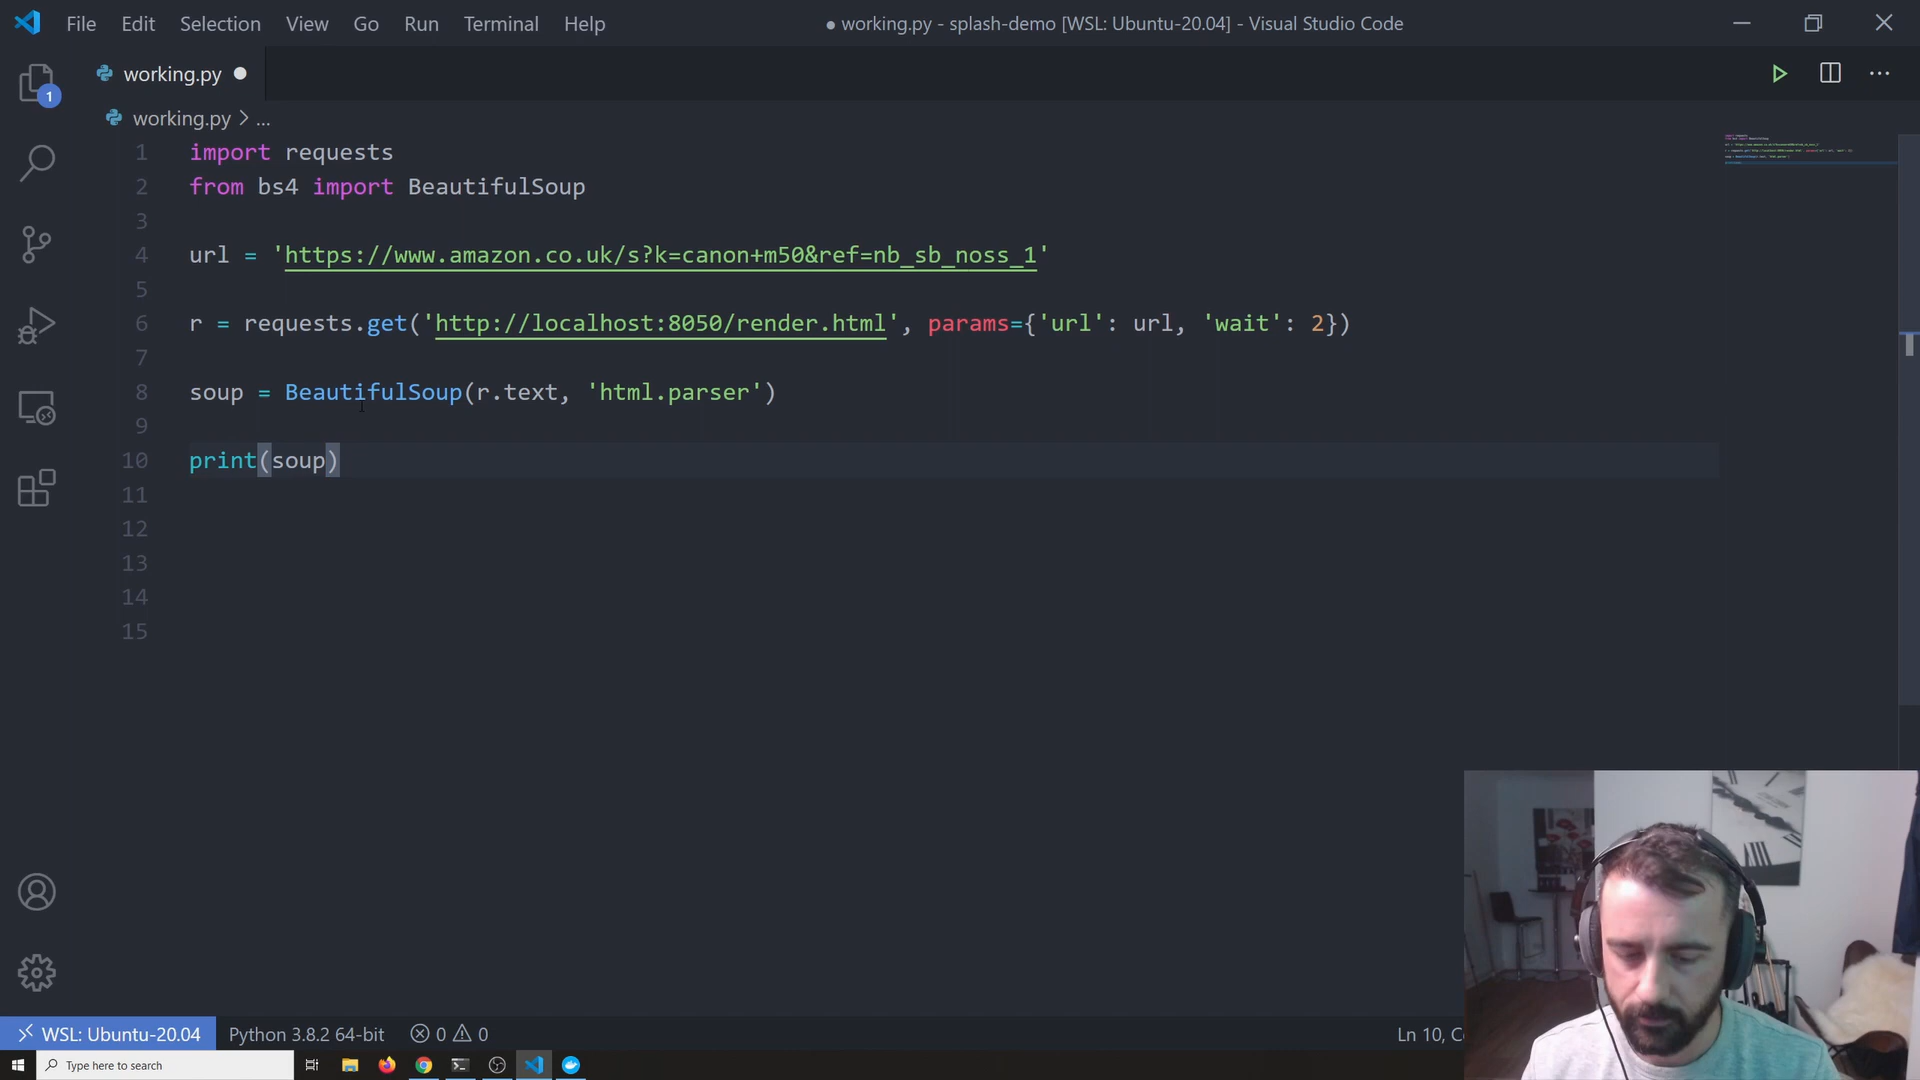 File Edit Selection View Go Run Terminal Help
● working.py - splash-demo [WSL: Ubuntu-20.04] - Visual Studio Code
1
working.py ●
working.py > ...
1 import requests
2 from bs4 import BeautifulSoup
3
4 url = 'https://www.amazon.co.uk/s?k=canon+m50&ref=nb_sb_noss_1'
5
6 r = requests.get('http://localhost:8050/render.html', params={'url': url, 'wait': 2})
7
8 soup = BeautifulSoup(r.text, 'html.parser')
9
10 print(soup)
11
12
13
14
15
WSL: Ubuntu-20.04 Python 3.8.2 64-bit 0 0 Ln 10,
Type here to search